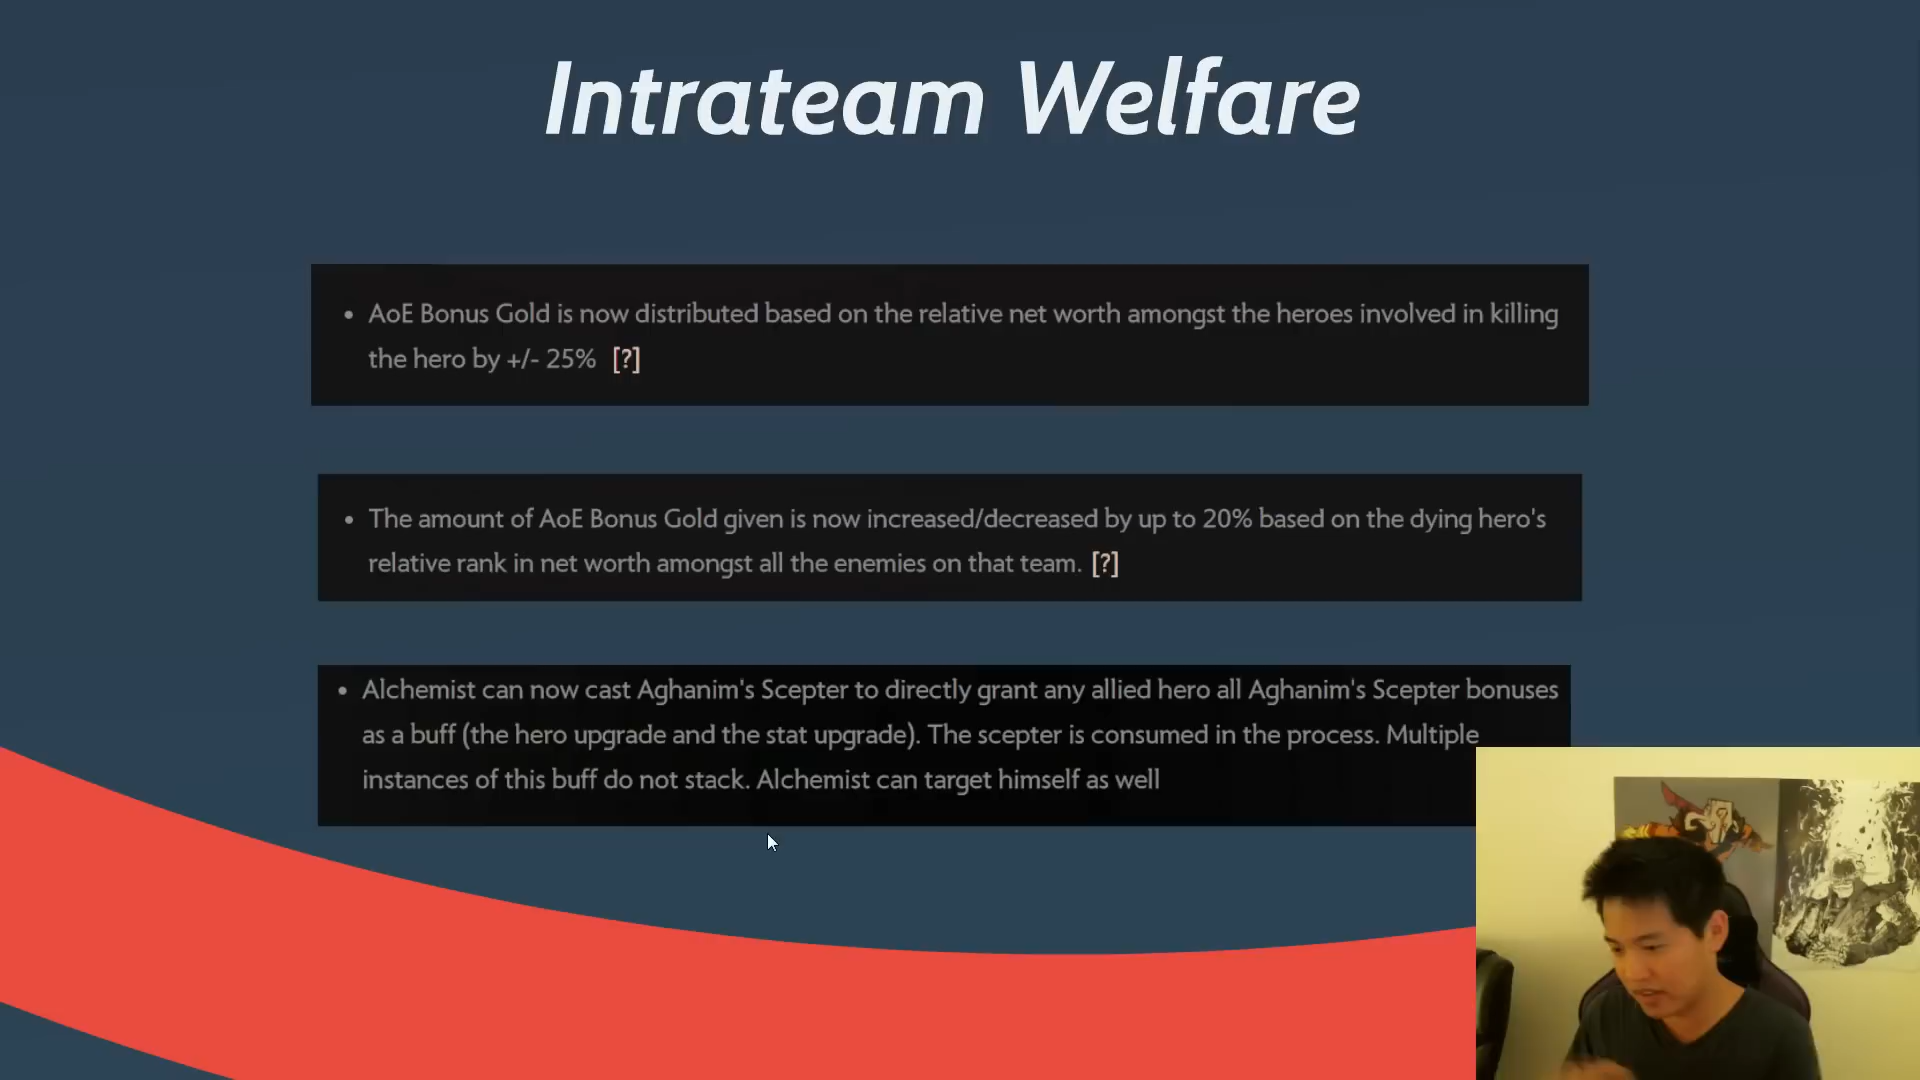 Intrateam Welfare
• AoE Bonus Gold is now distributed based on the relative net worth amongst the heroes involved in killing
the hero by +/- 25% [?]
• The amount of AoE Bonus Gold given is now increased/decreased by up to 20% based on the dying hero's
relative rank in net worth amongst all the enemies on that team. [?]
• Alchemist can now cast Aghanim's Scepter to directly grant any allied hero all Aghanim's Scepter bonuses
as a buff (the hero upgrade and the stat upgrade). The scepter is consumed in the process. Multiple
instances of this buff do not stack. Alchemist can target himself as well